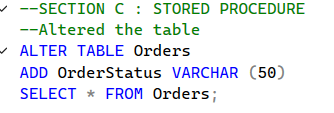 --SECTION C : STORED PROCEDURE
--Altered the table
ALTER TABLE Orders
ADD OrderStatus VARCHAR (50)
SELECT * FROM Orders;